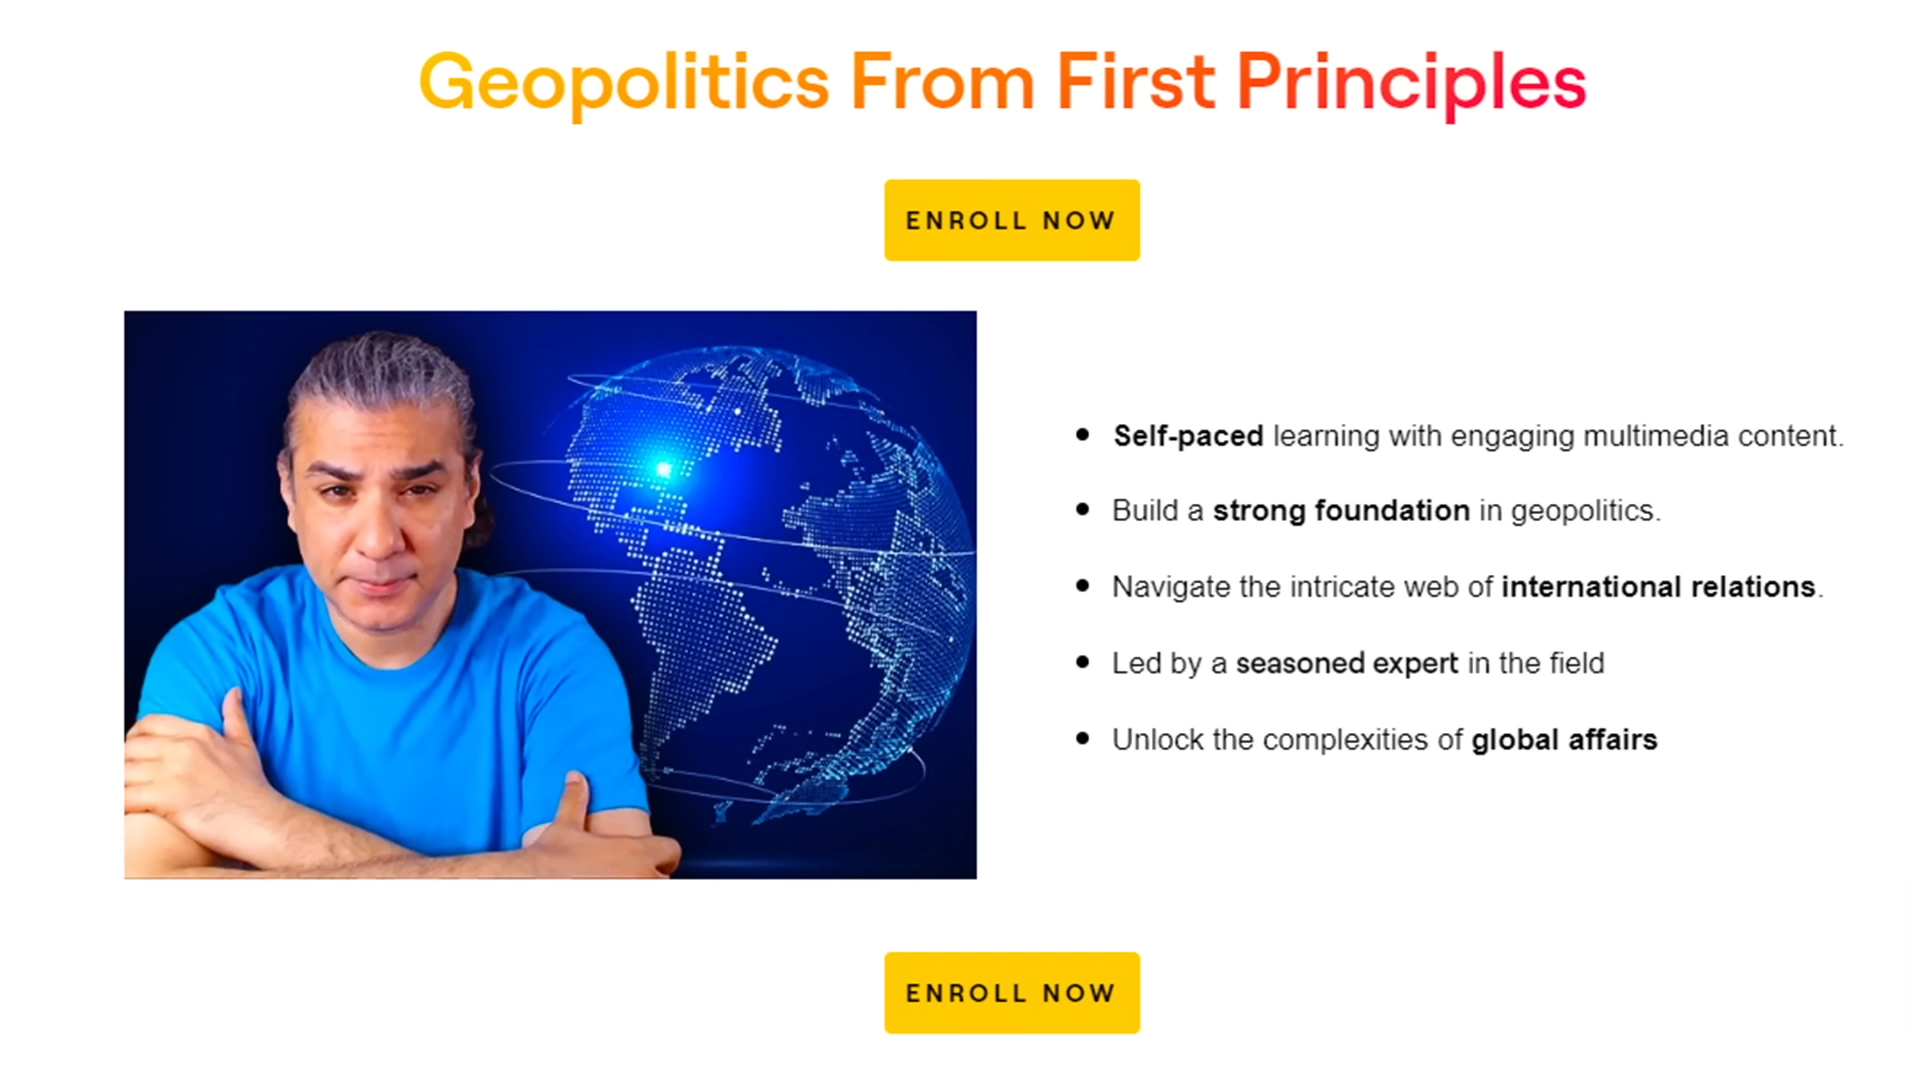 Geopolitics From First Principles
ENROLL NOW
Self-paced learning with engaging multimedia content.
Build a strong foundation in geopolitics.
Navigate the intricate web of international relations.
Led by a seasoned expert in the field
Unlock the complexities of global affairs
ENROLL NOW